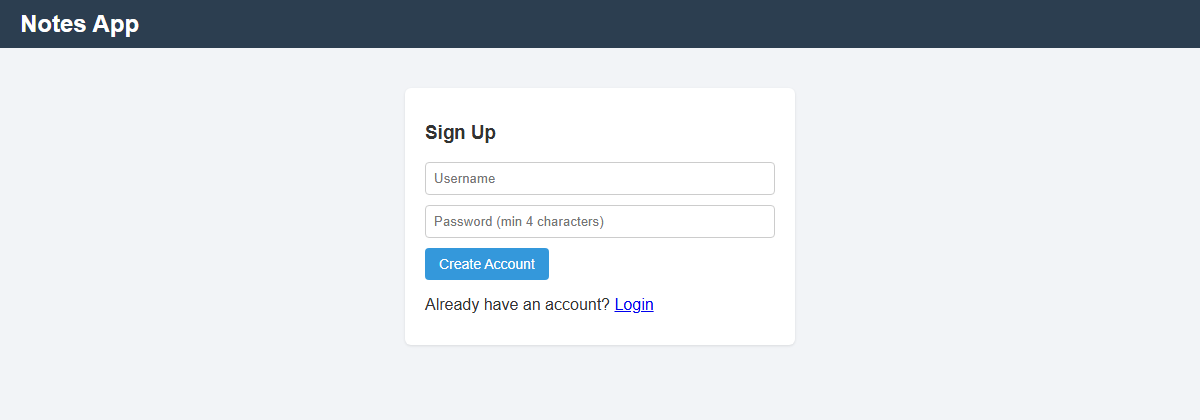 Notes App
Sign Up
Username
Password (min 4 characters)
Create Account
Already have an account? Login